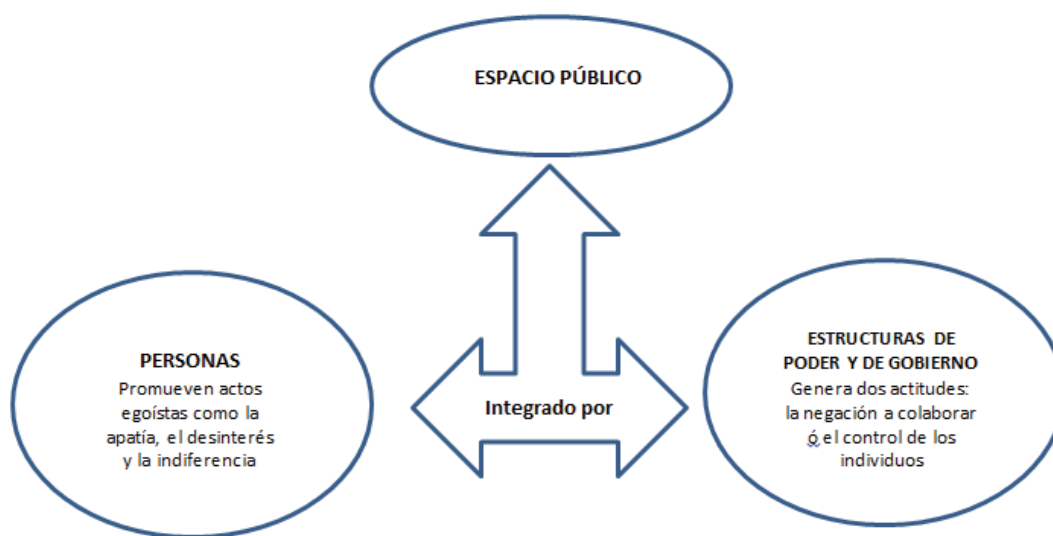 ESPACIO PÚBLICO
PERSONAS
Promueven actos
egoístas como la
apatía, el desinterés
y la indiferencia
Integrado por
ESTRUCTURAS DE
PODER Y DE GOBIERNO
Genera dos actitudes:
la negación a colaborar
ó el control de los
individuos